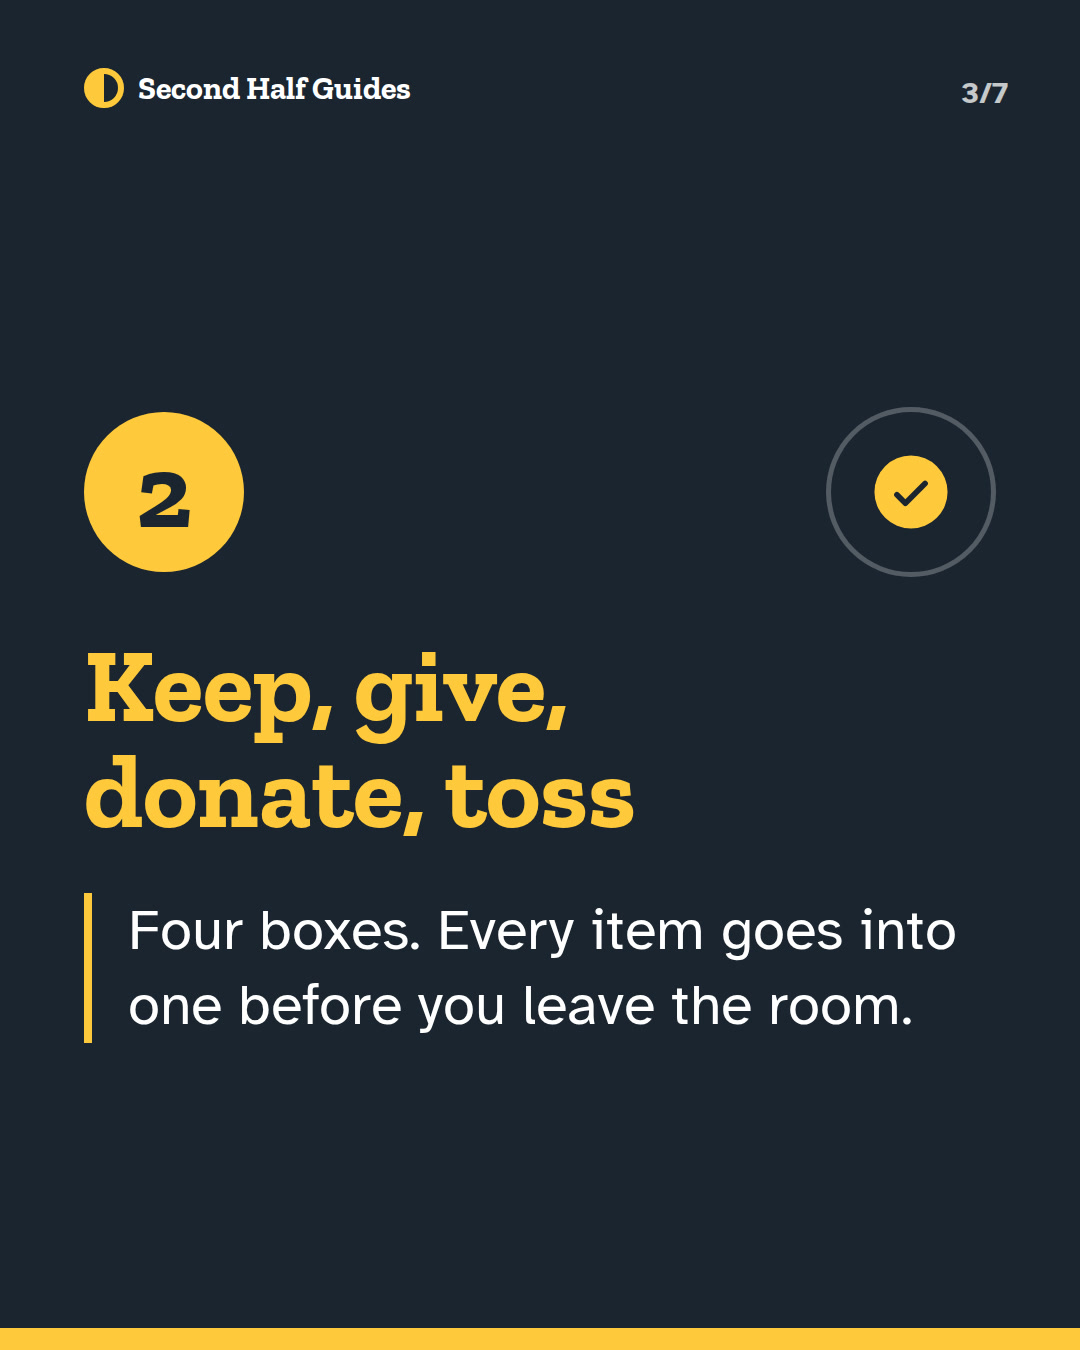 Second Half Guides
3/7
2
Keep, give,
donate, toss
Four boxes. Every item goes into
one before you leave the room.